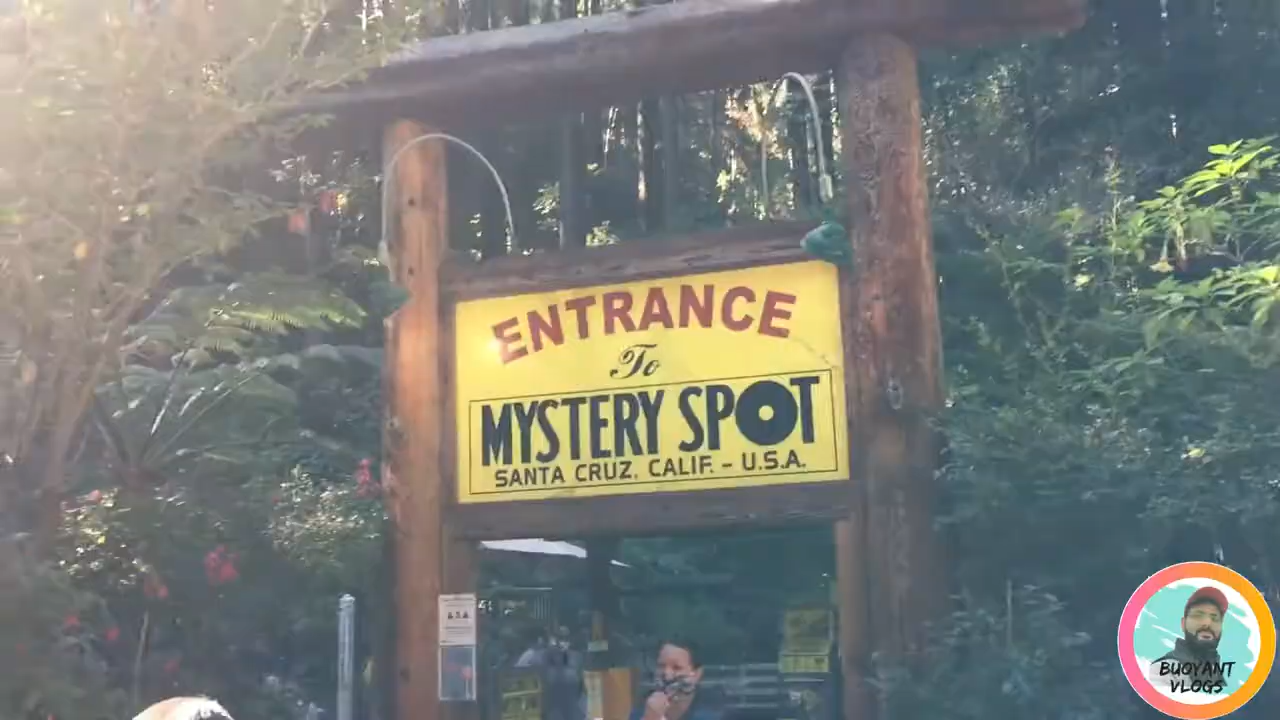 ENTRANCE
To
MYSTERY SPOT
SANTA CRUZ, CALIF. - U.S.A.
BUOYANT
VLOGS